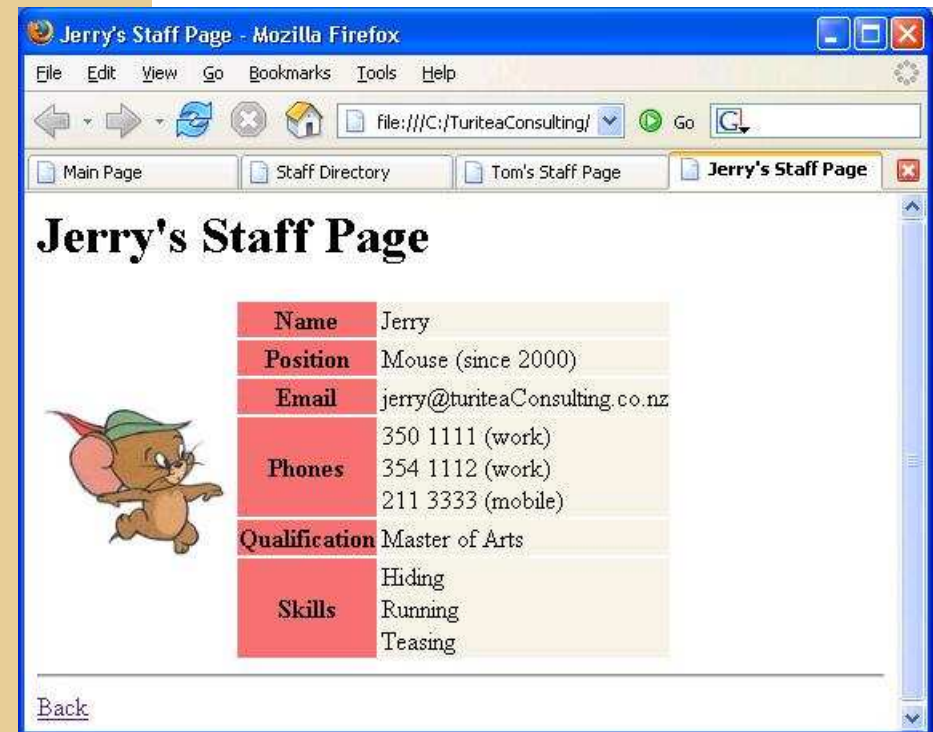 Jerry's Staff Page - Mozilla Firefox
File Edit View Go Bookmarks Tools Help
file:///C:/TuriteaConsulting/ Go G
Main Page Staff Directory Tom's Staff Page Jerry's Staff Page
Jerry's Staff Page
Name Jerry
Position Mouse (since 2000)
Email jerry@turiteaConsulting.co.nz
Phones
350 1111 (work)
354 1112 (work)
211 3333 (mobile)
Qualification Master of Arts
Skills
Hiding
Running
Teasing
Back